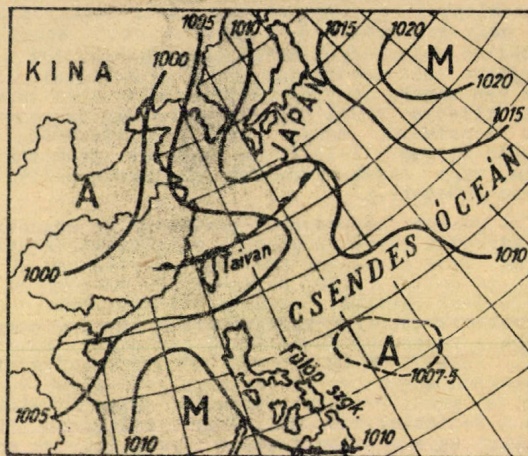 1005
1010
1015
1020
M
KINA
1000
1020
1015
JAPÁN
A
CSENDES ÓCEÁN
1000
Taivan
1010
A
1007·5
Fülöp szgk.
1005
M
1010
1010